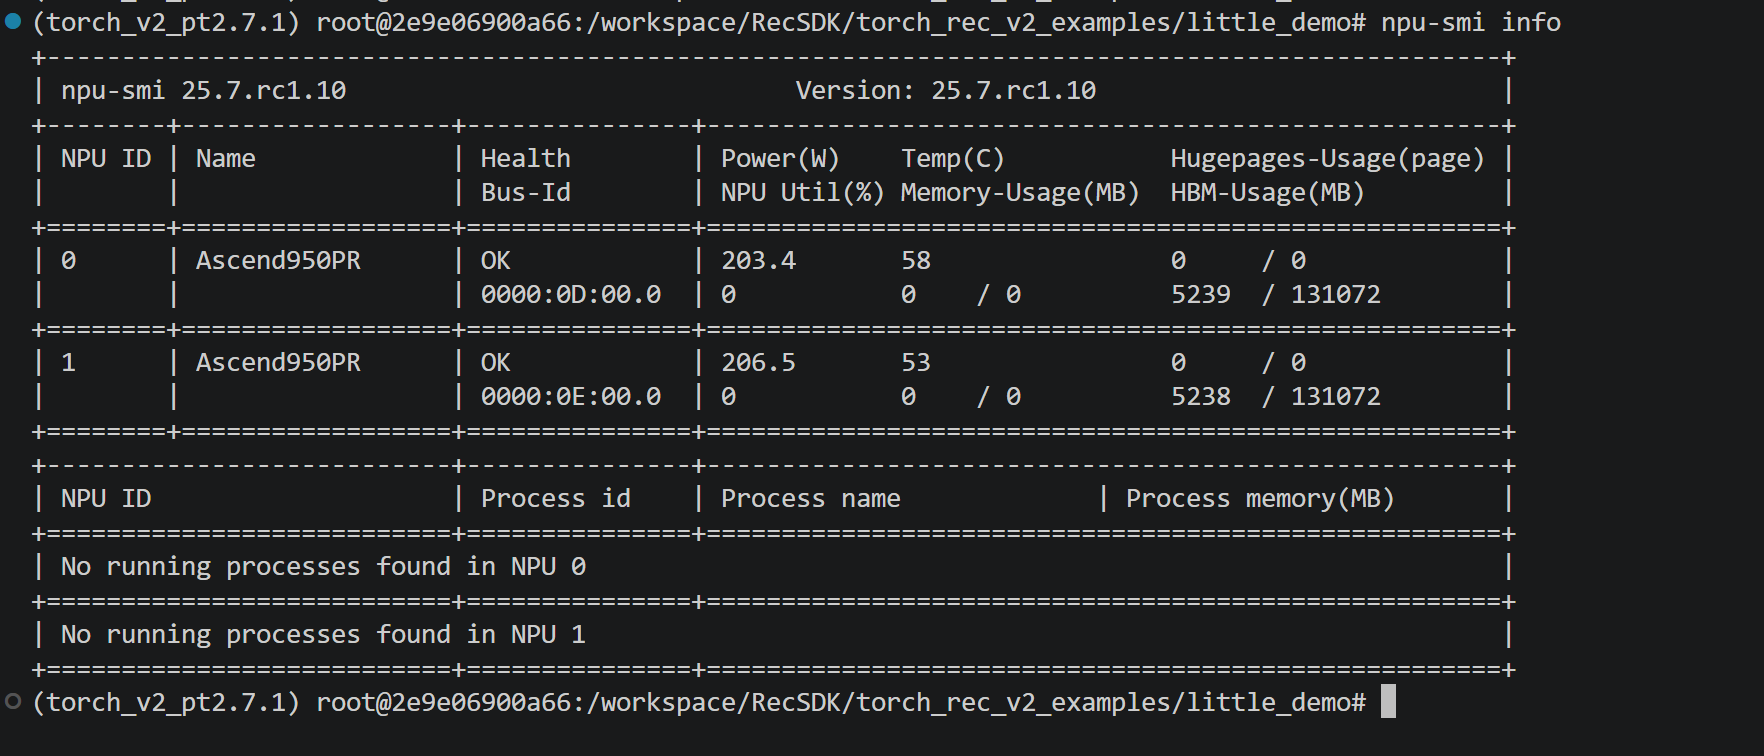 (torch_v2_pt2.7.1) root@2e9e06900a66:/workspace/RecSDK/torch_rec_v2_examples/little_demo# npu-smi info
+-------------------------------------------------------------------------------------------------+
| npu-smi 25.7.rc1.10                              Version: 25.7.rc1.10                           |
+--------+------------------+---------------+-----------------------------------------------------+
| NPU ID | Name             | Health        | Power(W)    Temp(C)           Hugepages-Usage(page) |
|        |                  | Bus-Id        | NPU Util(%) Memory-Usage(MB)  HBM-Usage(MB)         |
+========+==================+===============+=====================================================+
| 0      | Ascend950PR      | OK            | 203.4       58                0     / 0             |
|        |                  | 0000:0D:00.0  | 0           0    / 0          5239  / 131072        |
+========+==================+===============+=====================================================+
| 1      | Ascend950PR      | OK            | 206.5       53                0     / 0             |
|        |                  | 0000:0E:00.0  | 0           0    / 0          5238  / 131072        |
+========+==================+===============+=====================================================+
+---------------------------+---------------+-----------------------------------------------------+
| NPU ID                    | Process id    | Process name             | Process memory(MB)       |
+===========================+===============+=====================================================+
| No running processes found in NPU 0                                                             |
+===========================+===============+=====================================================+
| No running processes found in NPU 1                                                             |
+===========================+===============+=====================================================+
(torch_v2_pt2.7.1) root@2e9e06900a66:/workspace/RecSDK/torch_rec_v2_examples/little_demo#